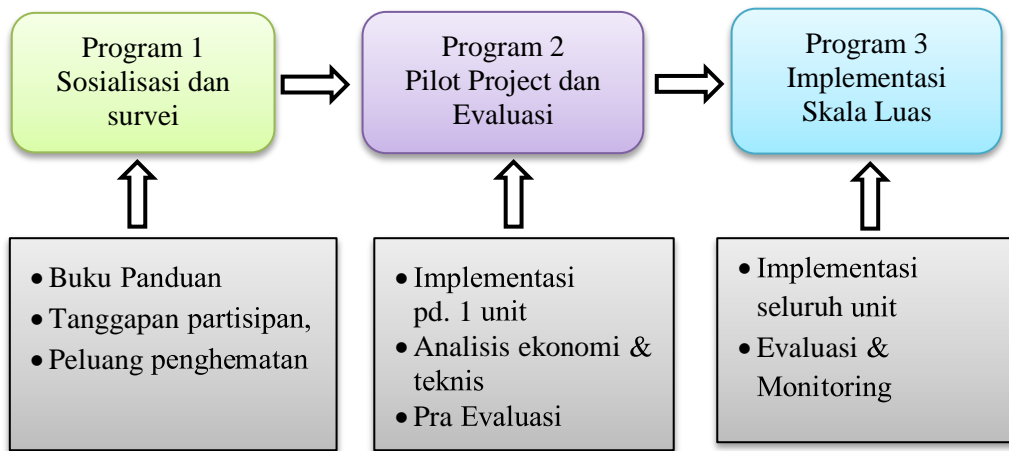 Program 1
Sosialisasi dan
survei
Program 2
Pilot Project dan
Evaluasi
Program 3
Implementasi
Skala Luas
• Buku Panduan
• Tanggapan partisipan,
• Peluang penghematan
• Implementasi
pd. 1 unit
• Analisis ekonomi &
teknis
• Pra Evaluasi
• Implementasi
seluruh unit
• Evaluasi &
Monitoring